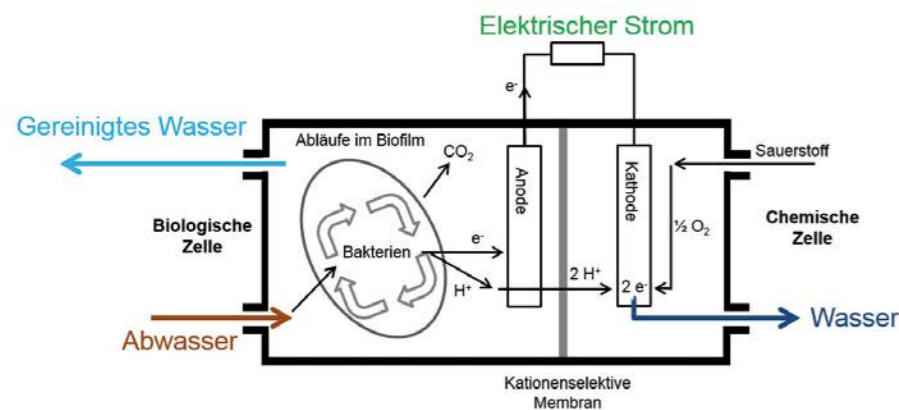 Elektrischer Strom
e⁻
Gereinigtes Wasser
Abläufe im Biofilm
CO₂
Sauerstoff
Anode
Kathode
Biologische
Zelle
Bakterien
e⁻
H⁺
2 H⁺
2 e⁻
½ O₂
Chemische
Zelle
Abwasser
Wasser
Kationenselektive
Membran